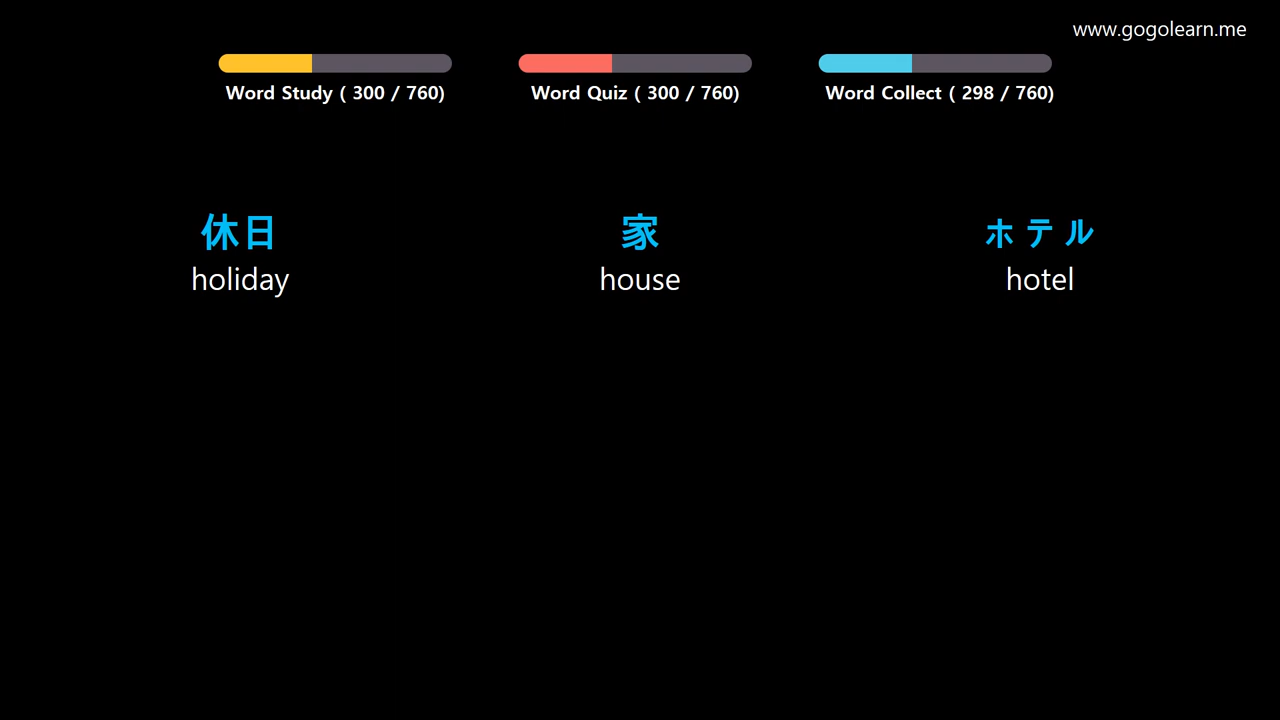 www.gogolearn.me
Word Study ( 300 / 760)
Word Quiz ( 300 / 760)
Word Collect ( 298 / 760)
休日
holiday
家
house
ホテル
hotel